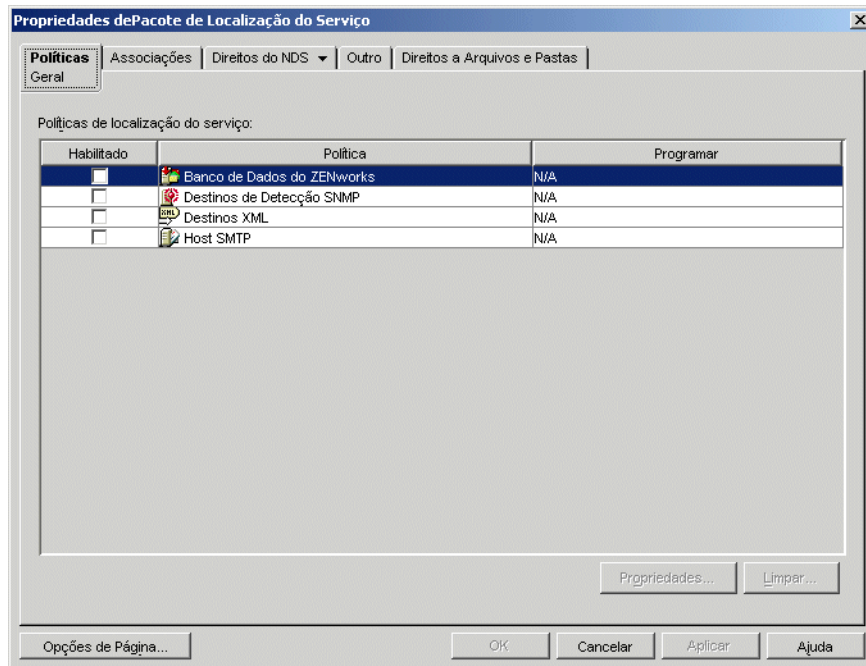 Propriedades dePacote de Localização do Serviço
Políticas Associações Direitos do NDS Outro Direitos a Arquivos e Pastas
Geral
Políticas de localização do serviço:
Habilitado Política Programar
Banco de Dados do ZENworks N/A
Destinos de Detecção SNMP N/A
XML Destinos XML N/A
Host SMTP N/A
Propriedades... Limpar...
Opções de Página... OK Cancelar Aplicar Ajuda